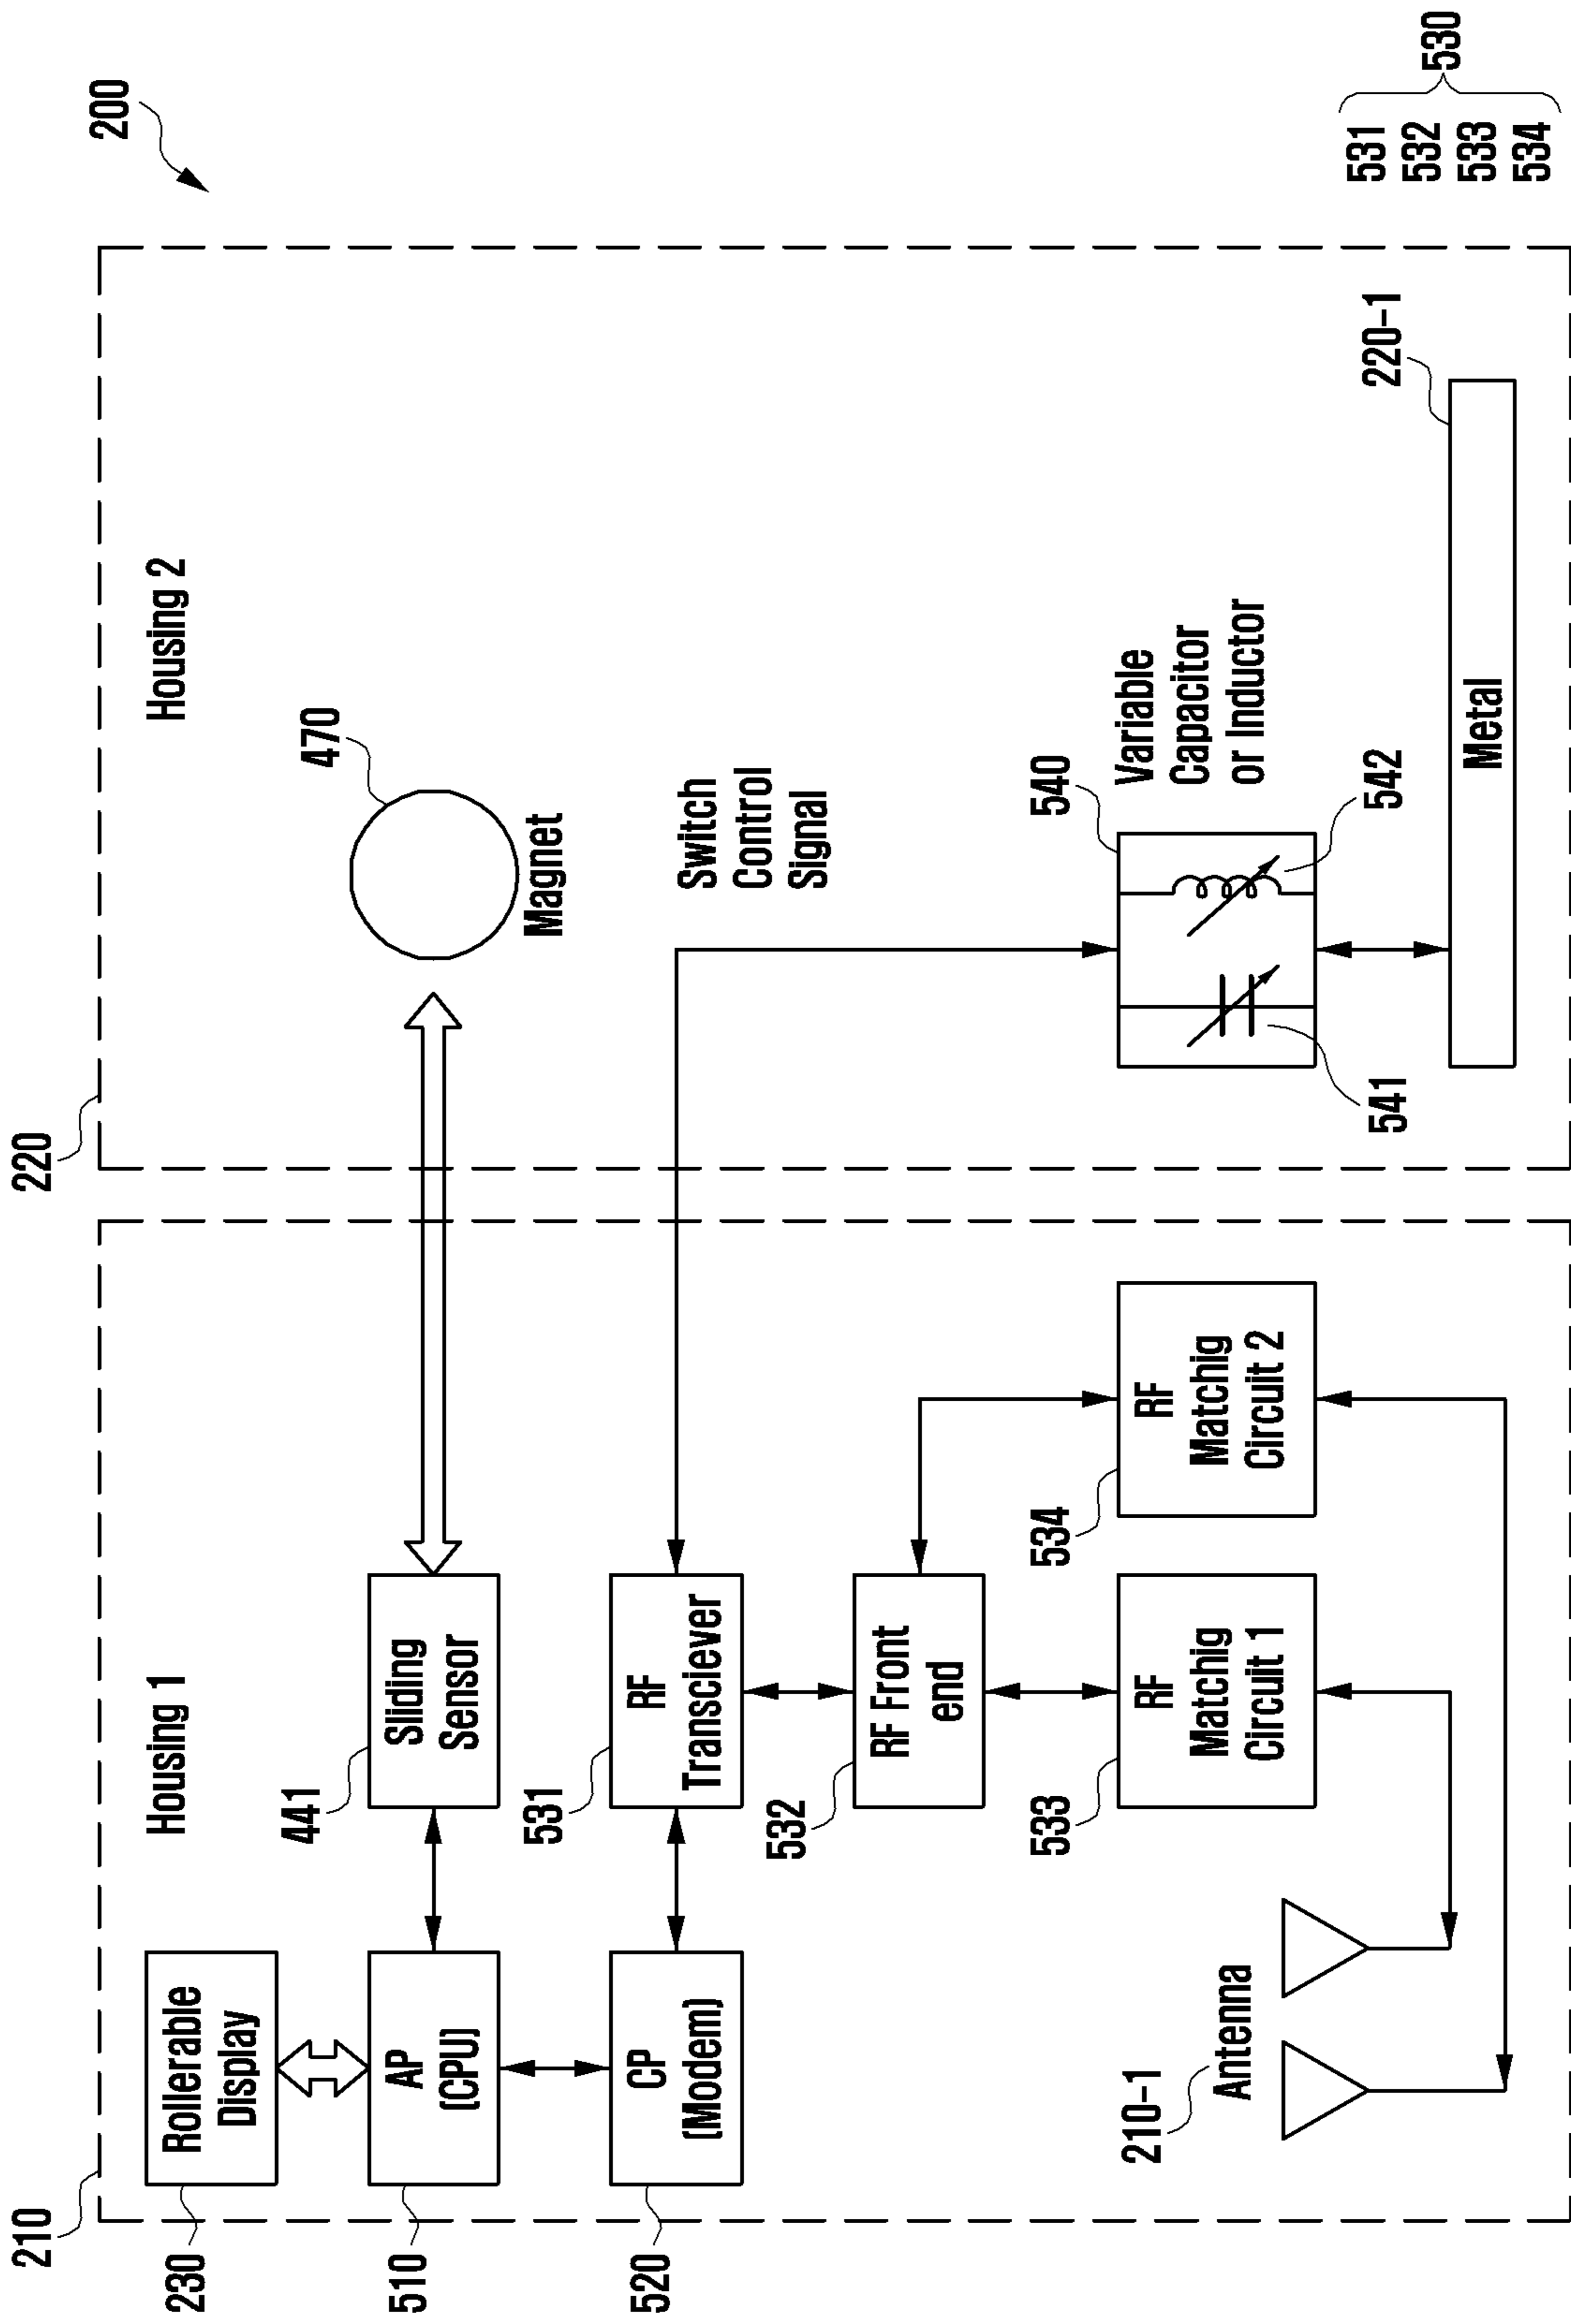 200
210
220
Housing 1
Housing 2
230
Rollerable
Display
441
Sliding
Sensor
470
Magnet
510
AP
(CPU)
531
RF
Transciever
Switch
Control
Signal
520
CP
(Modem)
532
RF Front
end
533
RF
Matchig
Circuit 1
534
RF
Matchig
Circuit 2
540
Variable
Capacitor
or Inductor
541
542
210-1
Antenna
220-1
Metal
531
532
533
534
530